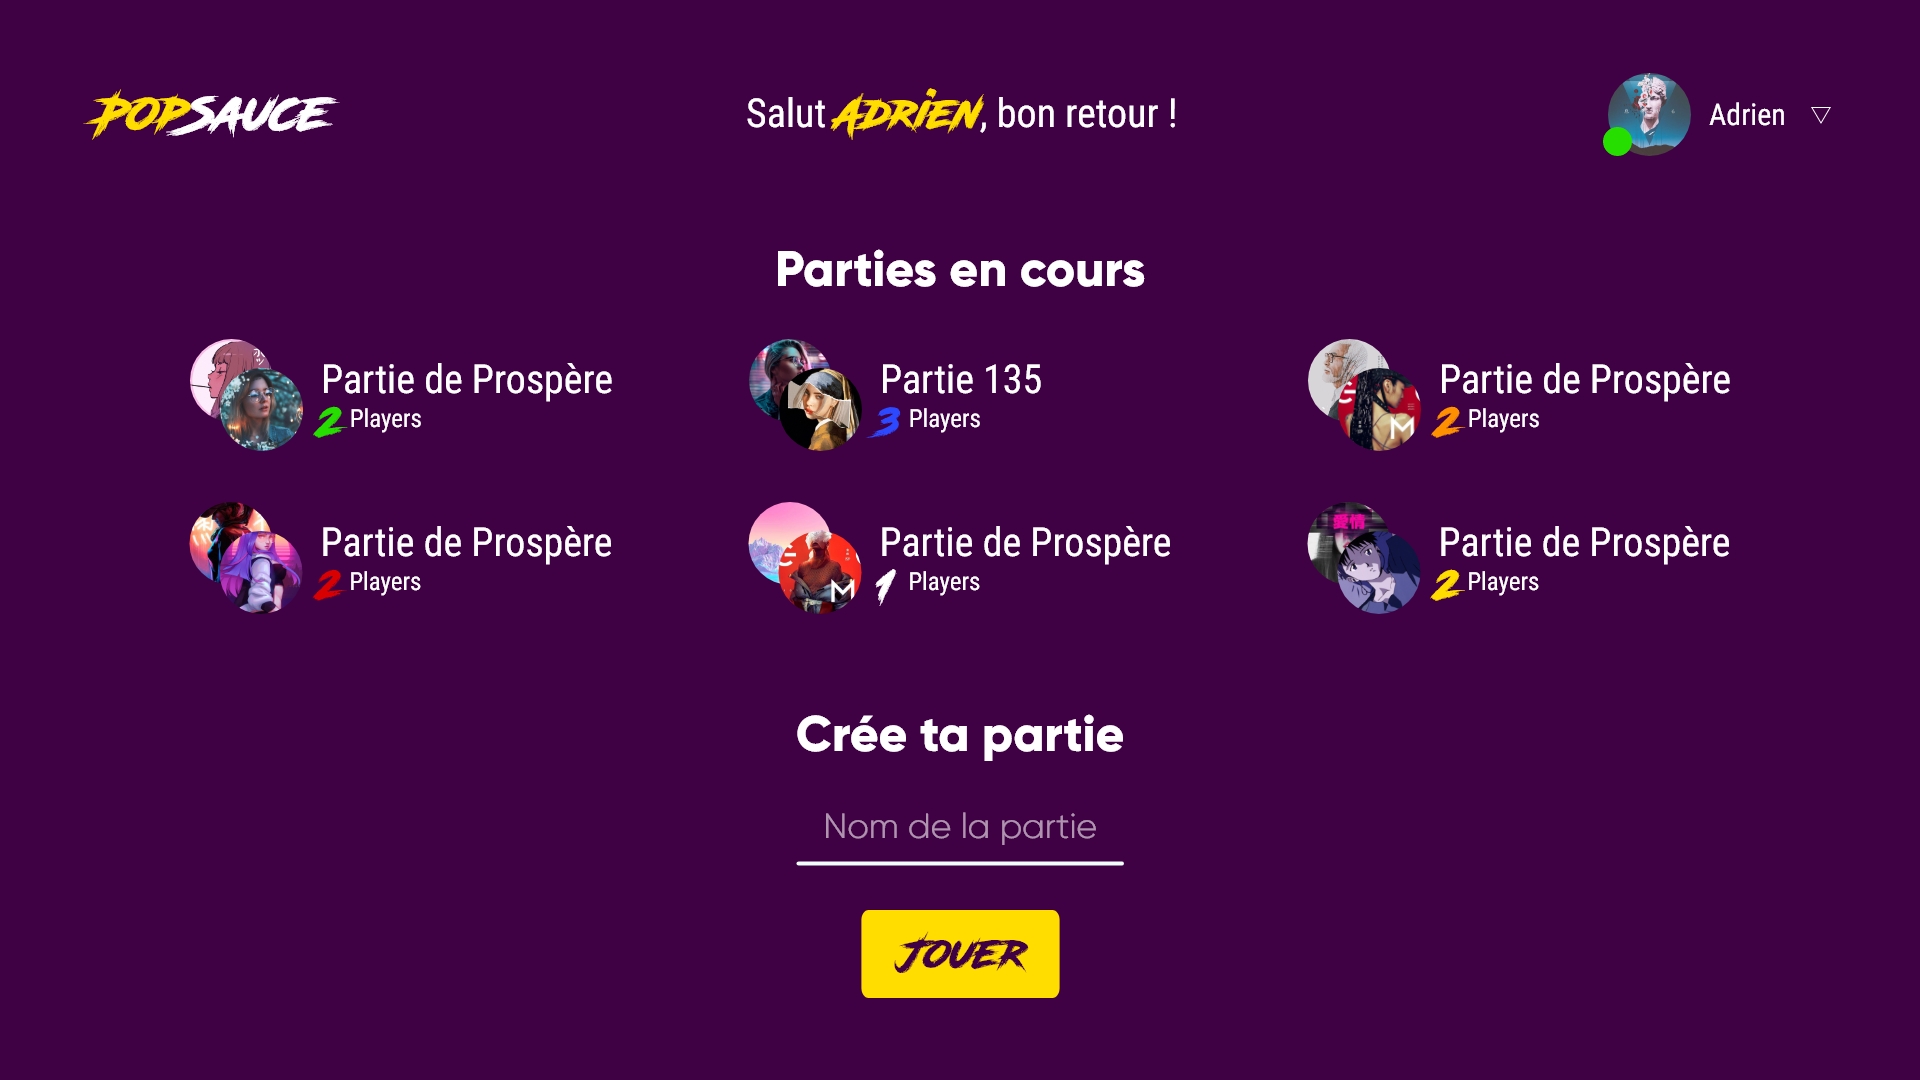 POPSAUCE
Salut ADRIEN, bon retour !
Adrien
Parties en cours
Partie de Prospère
2 Players
Partie 135
3 Players
Partie de Prospère
2 Players
M
Partie de Prospère
2 Players
Partie de Prospère
1 Players
M
Partie de Prospère
2 Players
愛情
Crée ta partie
Nom de la partie
JOUER